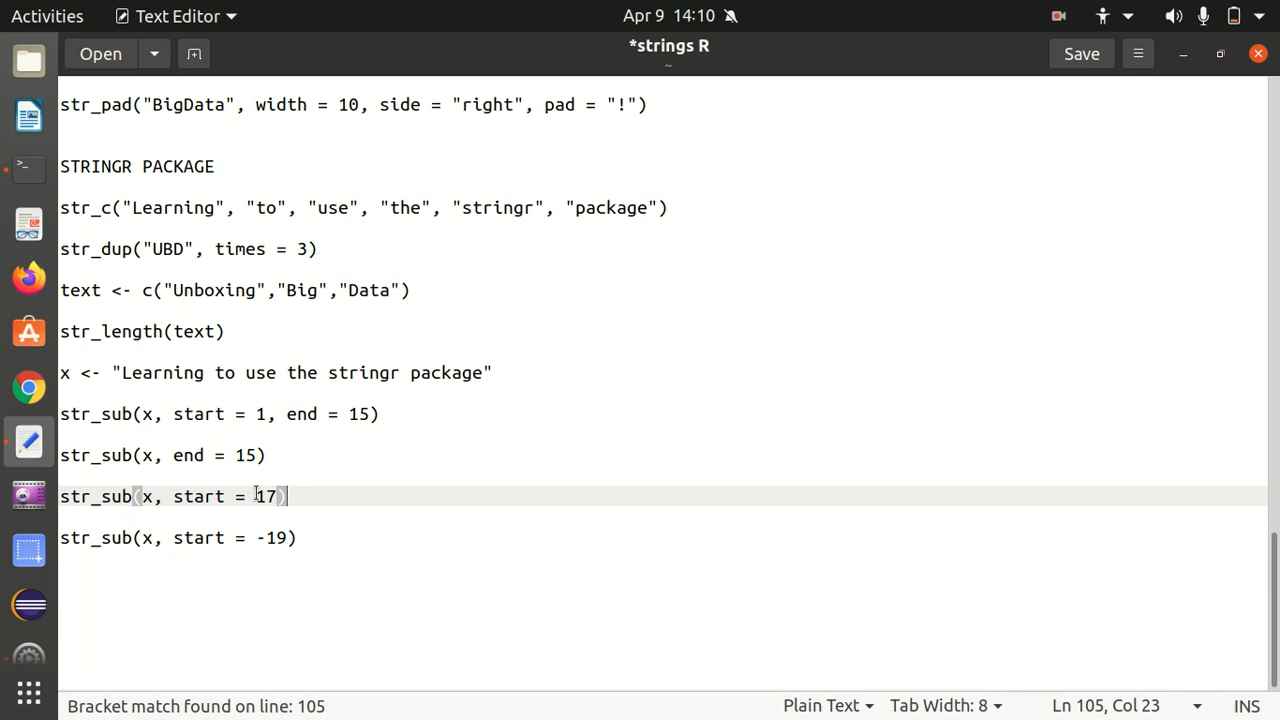 Activities Text Editor Apr 9 14:10
Open *strings R Save
~
str_pad("BigData", width = 10, side = "right", pad = "!")
STRINGR PACKAGE
str_c("Learning", "to", "use", "the", "stringr", "package")
str_dup("UBD", times = 3)
text <- c("Unboxing","Big","Data")
str_length(text)
x <- "Learning to use the stringr package"
str_sub(x, start = 1, end = 15)
str_sub(x, end = 15)
str_sub(x, start = 17)
str_sub(x, start = -19)
Bracket match found on line: 105 Plain Text Tab Width: 8 Ln 105, Col 23 INS